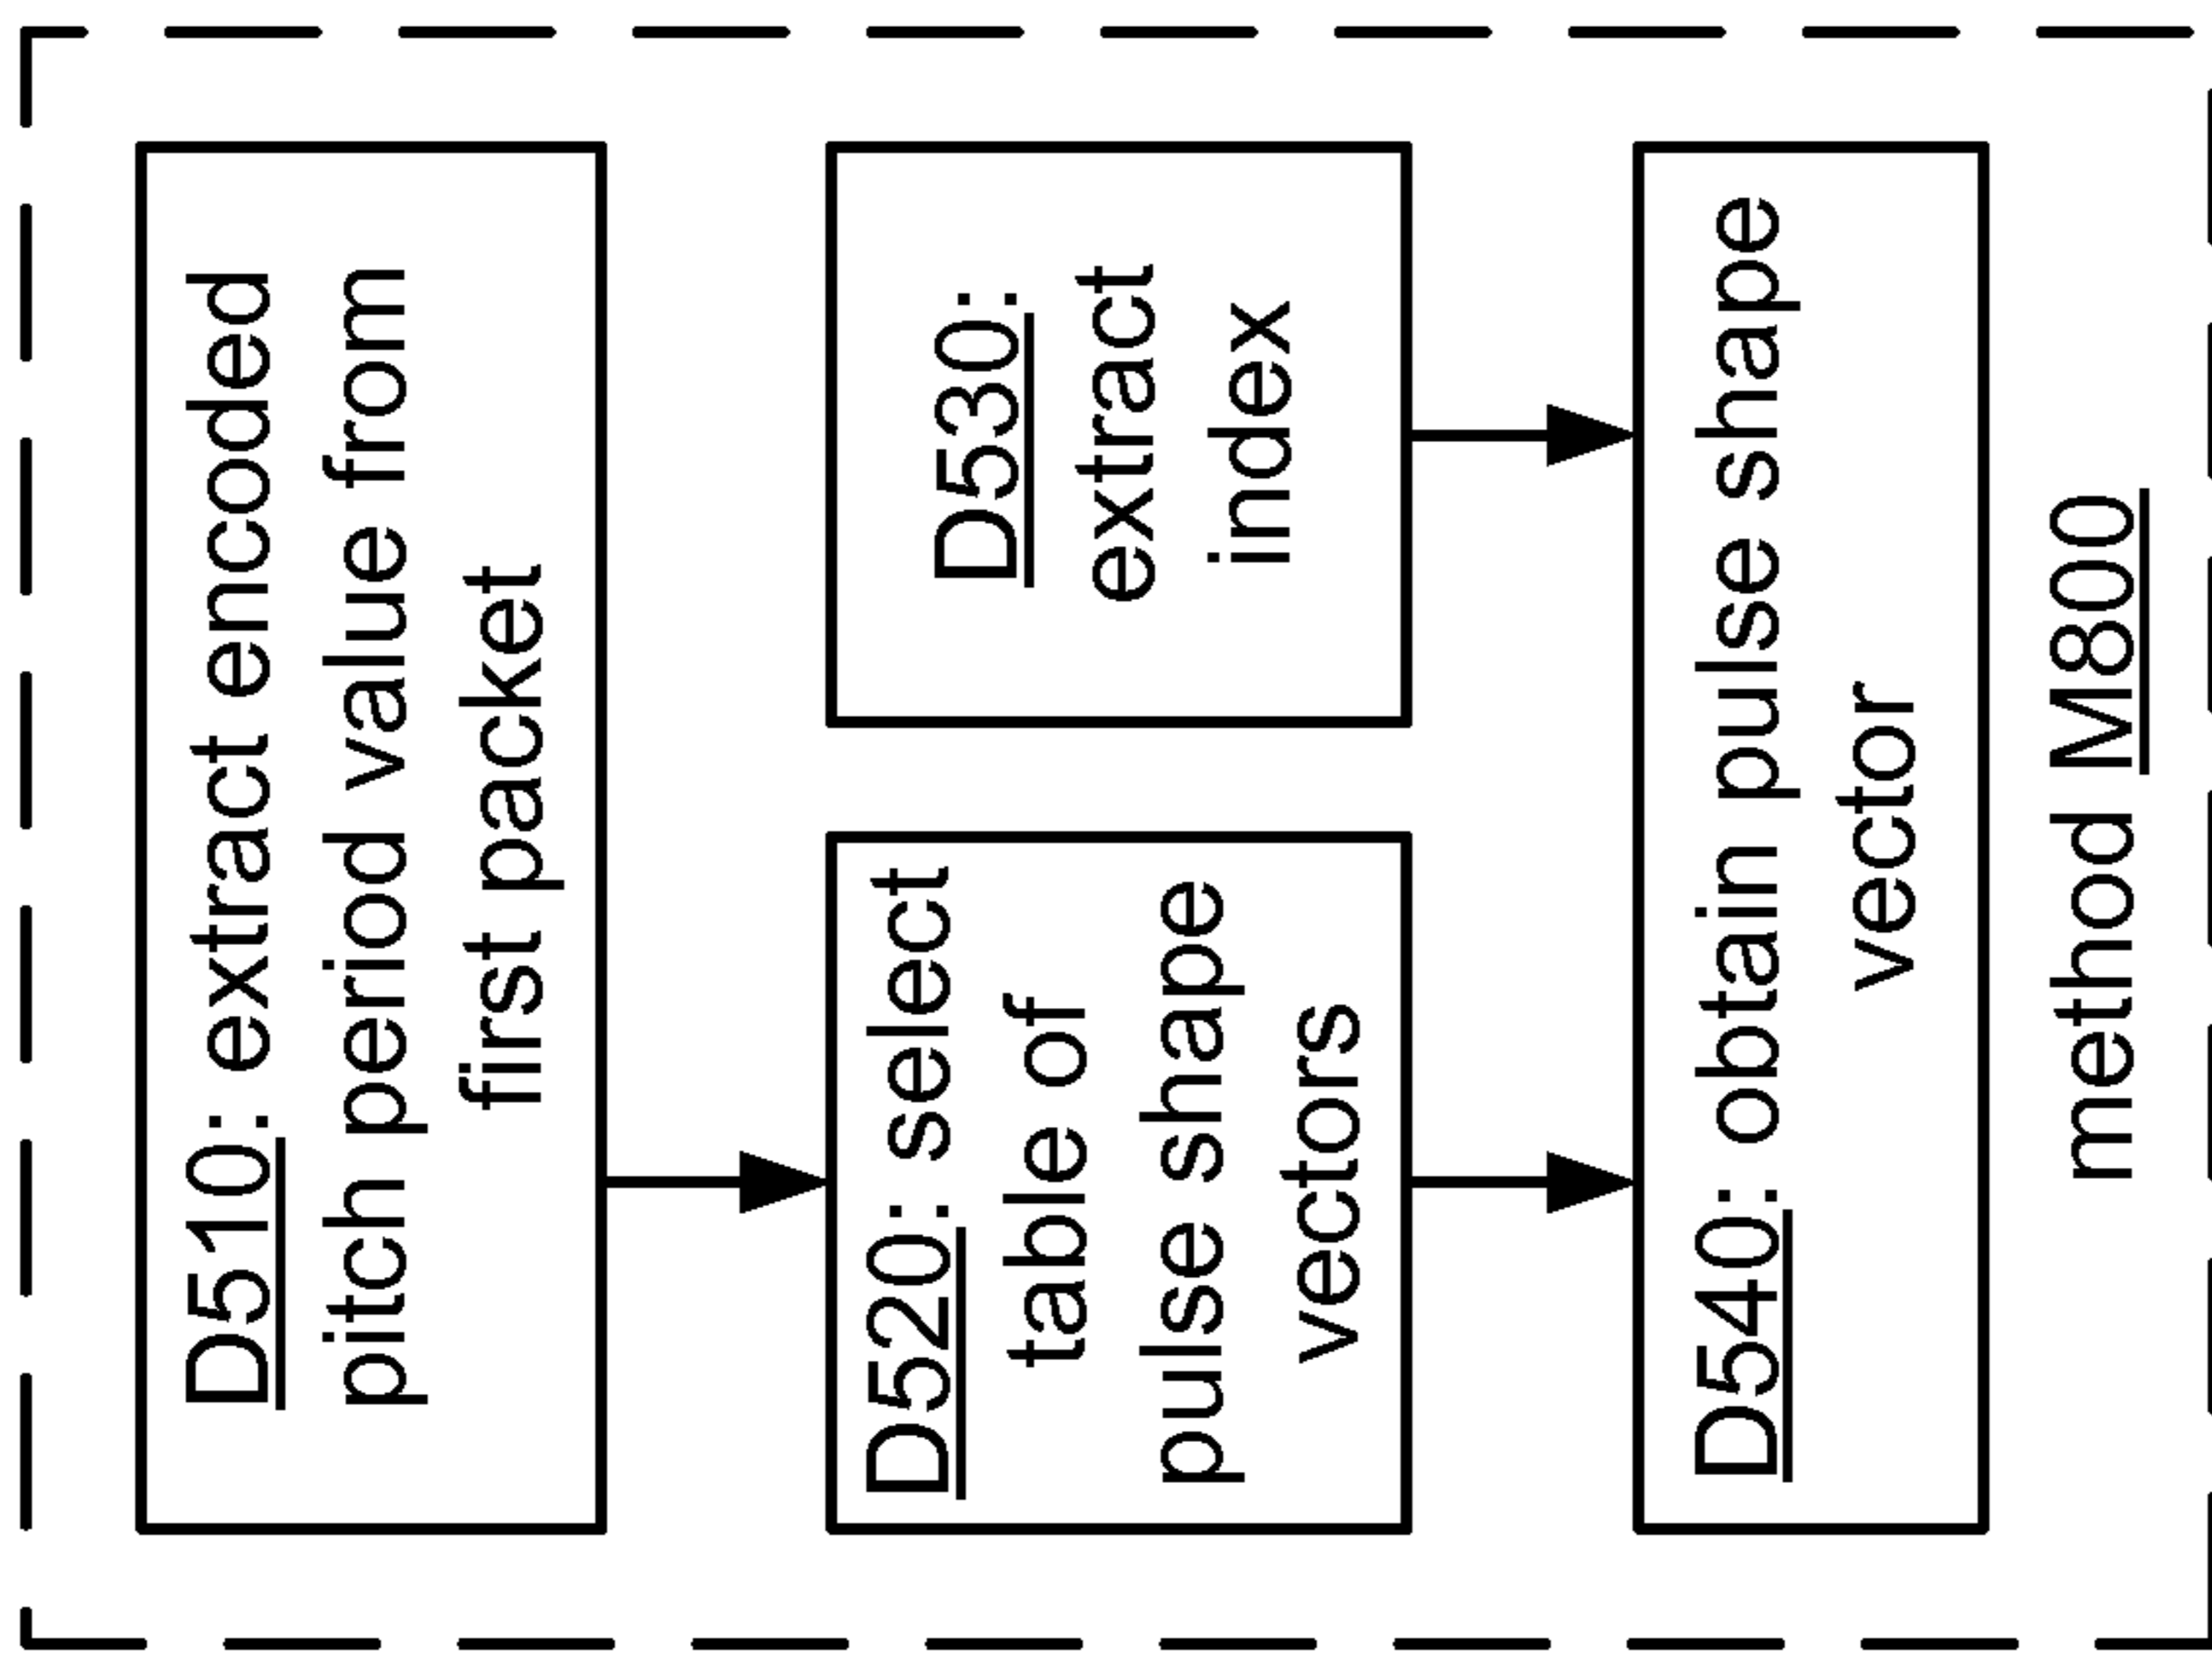 D510: extract encoded
pitch period value from
first packet
D520: select
table of
pulse shape
vectors
D530:
extract
index
D540: obtain pulse shape
vector
method M800